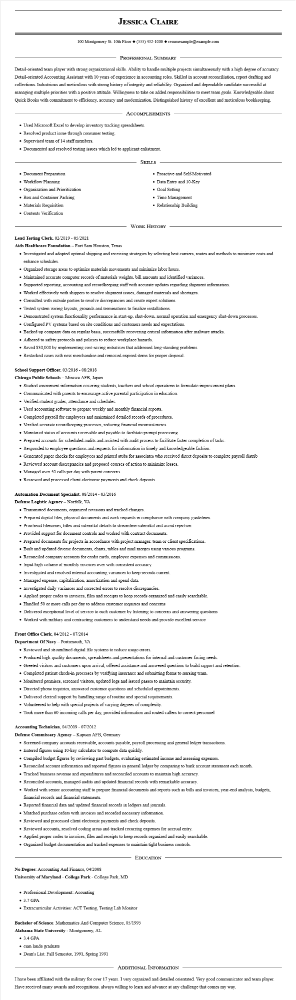 Jessica Claire
100 Montgomery St. 10th Floor ◆ (555) 432-1000 ◆ resumesample@example.com
Professional Summary
Detail-oriented team player with strong organizational skills. Ability to handle multiple projects simultaneously with a high degree of accuracy.
Detail-oriented Accounting Assistant with 10 years of experience in accounting roles. Skilled in account reconciliation, report drafting and
collections. Industrious and meticulous with strong history of integrity and reliability. Organized and dependable candidate successful at
managing multiple priorities with a positive attitude. Willingness to take on added responsibilities to meet team goals. Knowledgeable about
Quick Books with commitment to efficiency, accuracy and modernization. Distinguished history of excellent and meticulous bookkeeping.
Accomplishments
• Used Microsoft Excel to develop inventory tracking spreadsheets.
• Resolved product issue through consumer testing.
• Supervised team of 14 staff members.
• Documented and resolved testing issues which led to applicant enlistment.
Skills
• Document Preparation
• Workflow Planning
• Organization and Prioritization
• Box and Container Packing
• Materials Requisition
• Contents Verification
• Proactive and Self-Motivated
• Data Entry and 10-Key
• Goal Setting
• Time Management
• Relationship Building
Work History
Lead Testing Clerk, 02/2019 - 05/2021
Aids Healthcare Foundation – Fort Sam Houston, Texas
• Investigated and adopted optimal shipping and receiving strategies by selecting best carriers, routes and methods to minimize costs and
enhance schedules.
• Organized storage areas to optimize materials movements and minimize labor hours.
• Maintained accurate computer records of materials weights, bill amounts and identified variances.
• Supported reporting, accounting and recordkeeping staff with accurate updates regarding shipment information.
• Worked effectively with shippers to resolve shipment issues, damaged materials and shortages.
• Consulted with outside parties to resolve discrepancies and create expert solutions.
• Tested system wiring layouts, grounds and terminations to finalize installations.
• Demonstrated system functionality performance in start-up, shut-down, normal operation and emergency shut-down processes.
• Configured PV systems based on site conditions and customers needs and expectations.
• Backed up company data on regular basis, successfully recovering critical information after malware attacks.
• Adhered to safety protocols and policies to reduce workplace hazards.
• Saved $30,000 by implementing cost-saving initiatives that addressed long-standing problems
• Restocked cases with new merchandise and removed expired items for proper disposal.
School Support Officer, 03/2016 - 08/2018
Chicago Public Schools – Misawa AFB, Japan
• Studied assessment information covering students, teachers and school operations to formulate improvement plans.
• Communicated with parents to encourage active parental participation in education.
• Verified student grades, attendance and schedules.
• Used accounting software to prepare weekly and monthly financial reports.
• Completed payroll for employees and maintained detailed records of procedures.
• Verified accurate recordkeeping processes, reducing financial inconsistencies.
• Monitored status of accounts receivable and payable to facilitate prompt processing.
• Prepared accounts for scheduled audits and assisted with audit process to facilitate faster completion of tasks.
• Responded to employee questions and requests for information in timely and knowledgeable fashion.
• Generated paper checks for employees and printed stubs for associates who received direct deposits to complete payroll distrib
• Reviewed account discrepancies and proposed courses of action to minimize losses.
• Managed over 50 calls per day with parent concerns.
• Reviewed and processed client electronic payments and check deposits.
Automation Document Specialist, 08/2014 - 03/2016
Defense Logistic Agency – Norfolk, VA
• Transmitted documents, organized revisions and tracked changes.
• Prepared digital files, physical documents and work requests in compliance with company guidelines.
• Proofread filenames, titles and submittal details to streamline submittal and avoid rejection.
• Provided support for document controls and worked with contract documents.
• Prepared documents for projects in accordance with project manager, team or client specifications.
• Built and updated diverse documents, charts, tables and mail merges using various programs.
• Reconciled company accounts for credit cards, employee expenses and commissions.
• Input high volume of monthly invoices over with consistent accuracy.
• Investigated and resolved internal accounting variances to keep records current.
• Managed expense, capitalization, amortization and spend data.
• Investigated daily variances and corrected errors to resolve discrepancies.
• Applied proper codes to invoices, files and receipts to keep records organized and easily searchable.
• Handled 50 or more calls per day to address customer inquiries and concerns
• Delivered exceptional level of service to each customer by listening to concerns and answering questions
• Worked with military and contracting customers to understand needs and provide excellent service
Front Office Clerk, 04/2012 - 07/2014
Department Of Navy – Portsmouth, VA
• Reviewed and streamlined digital file systems to reduce usage errors.
• Produced high-quality documents, spreadsheets and presentations for internal and customer-facing needs.
• Greeted visitors and customers upon arrival, offered assistance and answered questions to build rapport and retention.
• Completed patient check-in processes by verifying insurance and submitting forms to nursing team.
• Monitored premises, screened visitors, updated logs and issued passes to maintain security.
• Directed phone inquiries, answered customer questions and scheduled appointments.
• Delivered clerical support by handling range of routine and special requirements.
• Volunteered to help with special projects of varying degrees of complexity.
• Took more than 60 incoming calls per day, provided information and routed callers to correct personnel
Accounting Technician, 04/2009 - 07/2012
Defense Commissary Agency – Kapuan AFB, Germany
• Screened company accounts receivable, accounts payable, payroll processing and general ledger transactions.
• Entered figures using 10-key calculator to compute data quickly.
• Compiled budget figures by reviewing past budgets, evaluating estimated income and assessing expenses.
• Reconciled account information and reported figures in general ledger by comparing to bank account statement each month.
• Tracked business revenue and expenditures and reconciled accounts to maintain high accuracy.
• Reconciled accounts, managed audits and updated financial records with remarkable accuracy.
• Worked with senior accounting staff to prepare financial documents and reports such as bills and invoices, year-end analysis, budgets,
financial records and financial statements.
• Reported financial data and updated financial records in ledgers and journals.
• Matched purchase orders with invoices and recorded necessary information.
• Reviewed and processed client electronic payments and check deposits.
• Reviewed accounts, resolved coding areas and tracked recurring expenses for accrual entry.
• Applied proper codes to invoices, files and receipts to keep records organized and easily searchable.
• Organized budget documentation and tracked expenses to maintain tight business controls.
Education
No Degree: Accounting And Finance, 04/2008
University of Maryland - College Park - College Park, MD
• Professional Development: Acounting
• 3.7 GPA
• Extracurricular Activities: ACT Testing, Testing Lab Monitor
Bachelor of Science: Mathematics And Computer Science, 05/1995
Alabama State University - Montgomery, AL
• 3.4 GPA
• cum laude graduate
• Dean's List: Fall Semester, 1991, Spring 1991
Additional Information
I have been affiliated with the military for over 17 years. I very organized and detailed orientated. Very good communicator and team player.
Have received many awards and recognitions. always willing to learn and advance at any challenge that comes my way.